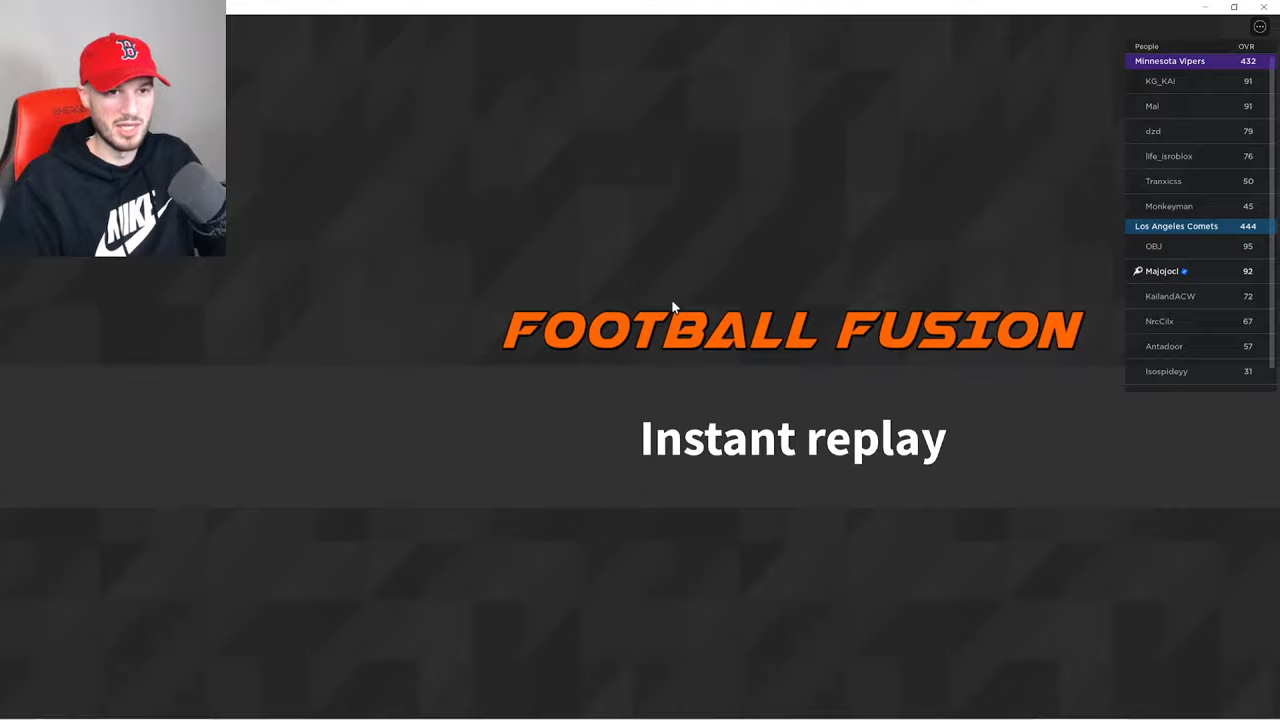 B
NIKE
People OVR
Minnesota Vipers 432
KG_KAI 91
Mal 91
dzd 79
life_isroblox 76
Tranxicss 50
Monkeyman 45
Los Angeles Comets 444
OBJ 95
Majojocl 92
KailandACW 72
NrcCilx 67
Antadoor 57
Isospideyy 31
FOOTBALL FUSION
Instant replay